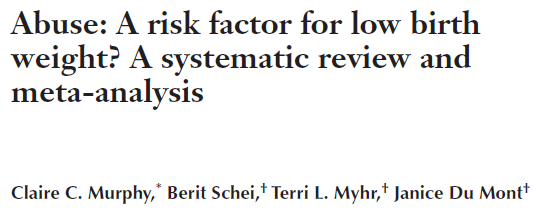 Abuse: A risk factor for low birth
weight? A systematic review and
meta-analysis
Claire C. Murphy,* Berit Schei,† Terri L. Myhr,† Janice Du Mont†